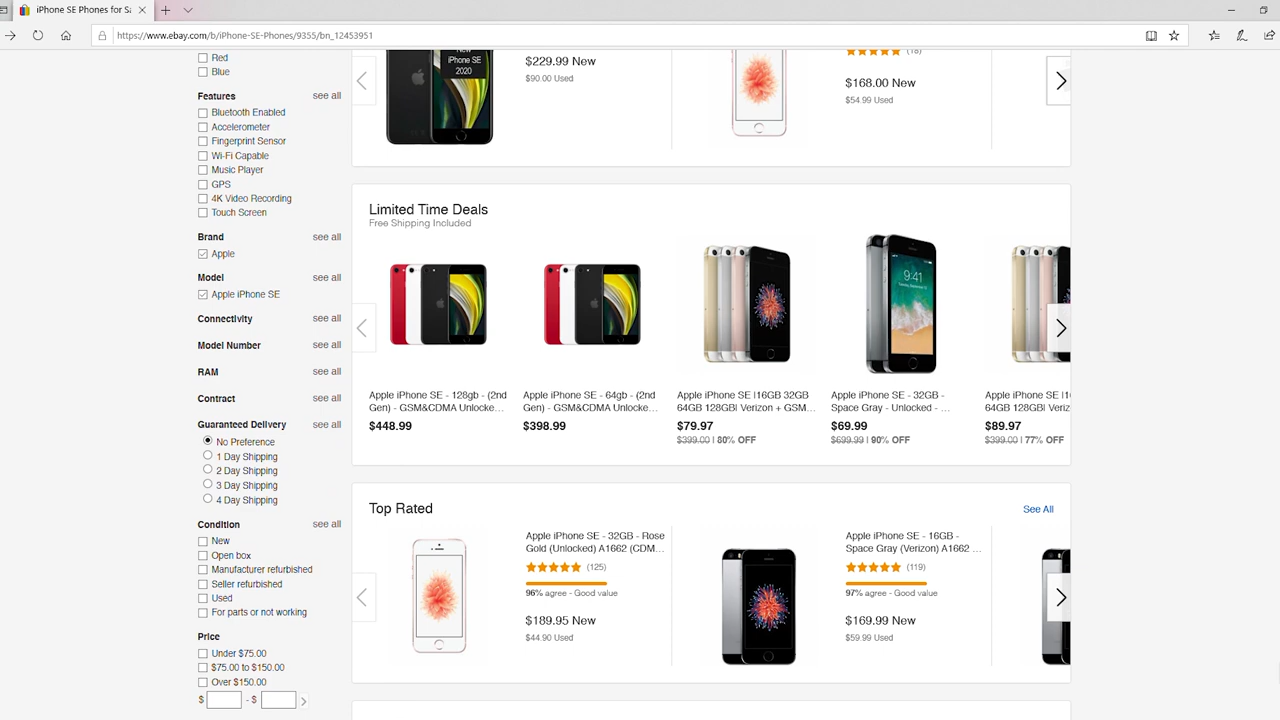 iPhone SE Phones for Sa
https://www.ebay.com/b/iPhone-SE-Phones/9355/bn_12453951
Red
Blue
Features see all
Bluetooth Enabled
Accelerometer
Fingerprint Sensor
Wi-Fi Capable
Music Player
GPS
4K Video Recording
Touch Screen
Brand see all
Apple
Model see all
Apple iPhone SE
Connectivity see all
Model Number see all
RAM see all
Contract see all
Guaranteed Delivery see all
No Preference
1 Day Shipping
2 Day Shipping
3 Day Shipping
4 Day Shipping
Condition see all
New
Open box
Manufacturer refurbished
Seller refurbished
Used
For parts or not working
Price
Under $75.00
$75.00 to $150.00
Over $150.00
$ - $
New
iPhone SE
2020
$229.99 New
$90.00 Used
(18)
$168.00 New
$54.99 Used
Limited Time Deals
Free Shipping Included
Apple iPhone SE - 128gb - (2nd
Gen) - GSM&CDMA Unlocke...
$448.99
Apple iPhone SE - 64gb - (2nd
Gen) - GSM&CDMA Unlocke...
$398.99
Apple iPhone SE |16GB 32GB
64GB 128GB| Verizon + GSM...
$79.97
$399.00 | 80% OFF
9:41
Apple iPhone SE - 32GB -
Space Gray - Unlocked - ...
$69.99
$699.99 | 90% OFF
Apple iPhone SE |1
64GB 128GB| Veriz
$89.97
$399.00 | 77% OFF
Top Rated See All
Apple iPhone SE - 32GB - Rose
Gold (Unlocked) A1662 (CDM...
(125)
96% agree - Good value
$189.95 New
$44.90 Used
Apple iPhone SE - 16GB -
Space Gray (Verizon) A1662 ...
(119)
97% agree - Good value
$169.99 New
$59.99 Used